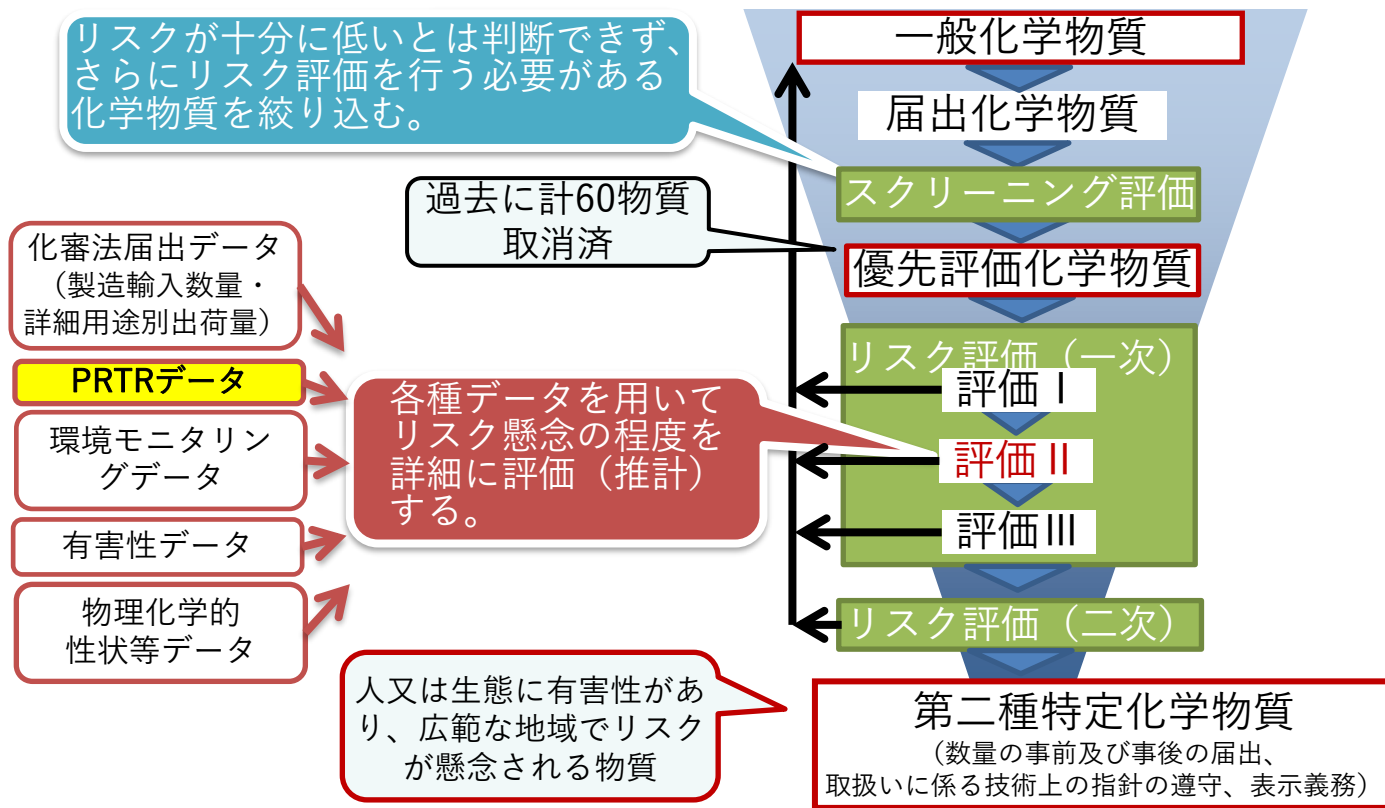 リスクが十分に低いとは判断できず、
さらにリスク評価を行う必要がある
化学物質を絞り込む。
一般化学物質
届出化学物質
スクリーニング評価
過去に計60物質
取消済
優先評価化学物質
化審法届出データ
（製造輸入数量・
詳細用途別出荷量）
PRTRデータ
環境モニタリン
グデータ
有害性データ
物理化学的
性状等データ
各種データを用いて
リスク懸念の程度を
詳細に評価（推計）
する。
リスク評価（一次）
評価Ⅰ
評価Ⅱ
評価Ⅲ
リスク評価（二次）
人又は生態に有害性があ
り、広範な地域でリスク
が懸念される物質
第二種特定化学物質
（数量の事前及び事後の届出、
取扱いに係る技術上の指針の遵守、表示義務）